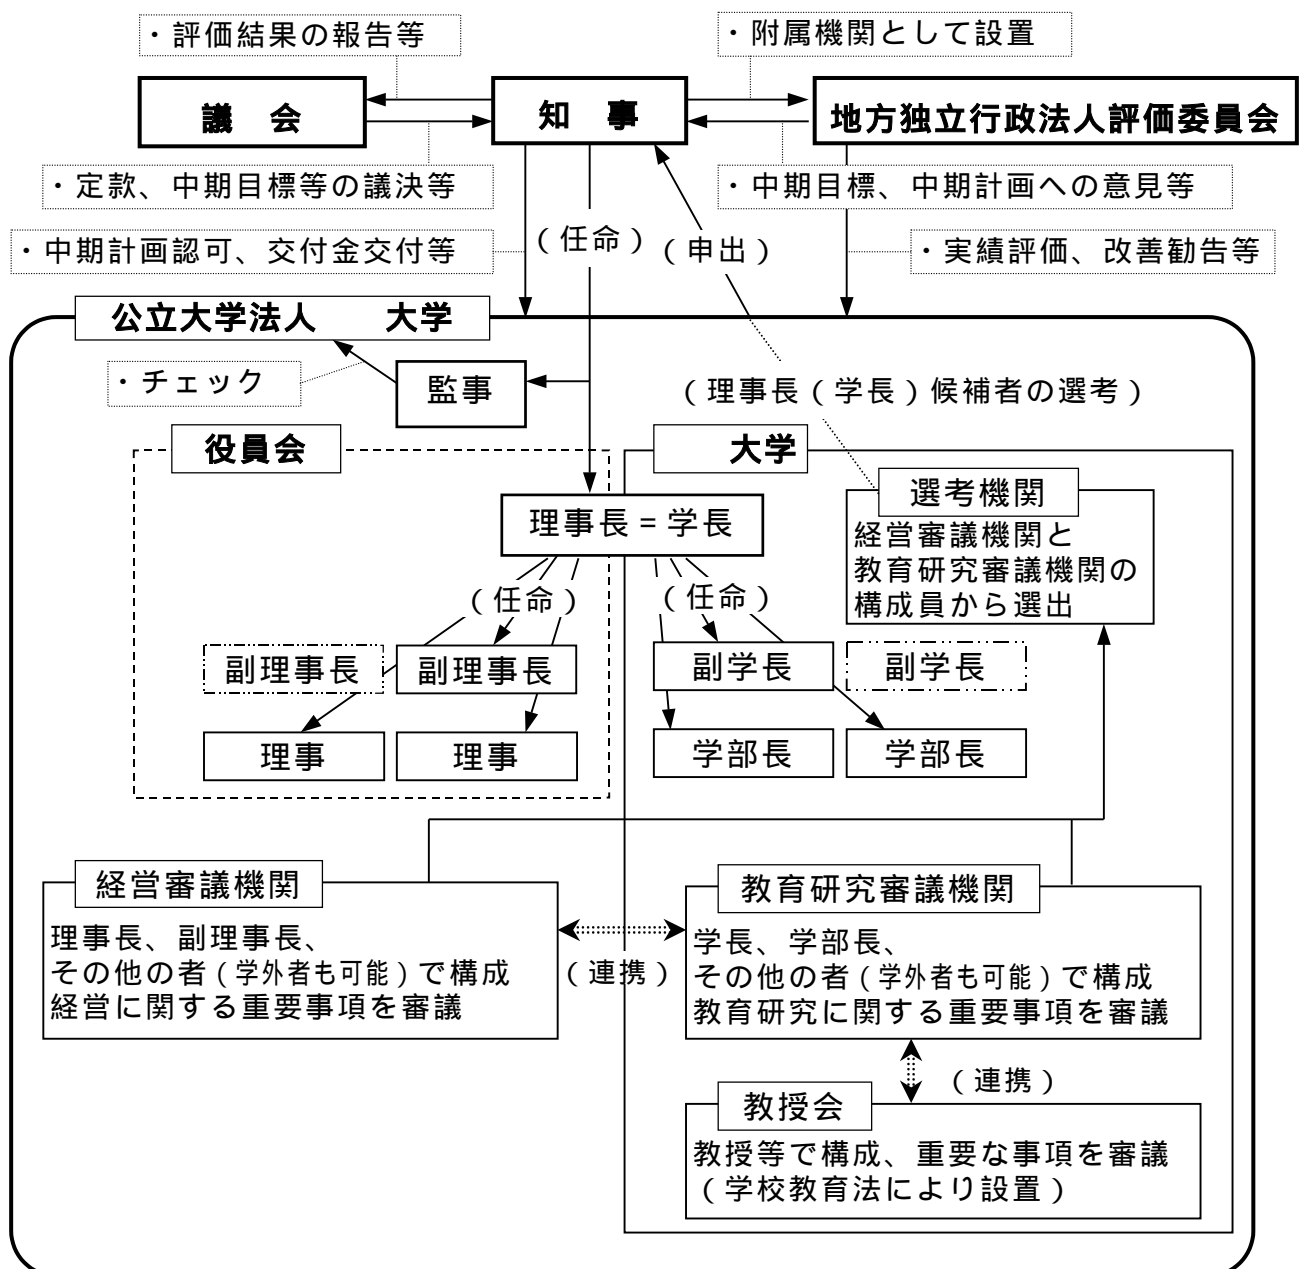 ・評価結果の報告等
・附属機関として設置
議　会
知　事
地方独立行政法人評価委員会
・定款、中期目標等の議決等
・中期目標、中期計画への意見等
・中期計画認可、交付金交付等
（任命）
（申出）
・実績評価、改善勧告等
公立大学法人　　大学
・チェック
監事
（理事長（学長）候補者の選考）
役員会
大学
選考機関
経営審議機関と
教育研究審議機関の
構成員から選出
理事長＝学長
（任命）
（任命）
副理事長
副理事長
副学長
副学長
理事
理事
学部長
学部長
経営審議機関
理事長、副理事長、
その他の者（学外者も可能）で構成
経営に関する重要事項を審議
（連携）
教育研究審議機関
学長、学部長、
その他の者（学外者も可能）で構成
教育研究に関する重要事項を審議
（連携）
教授会
教授等で構成、重要な事項を審議
（学校教育法により設置）